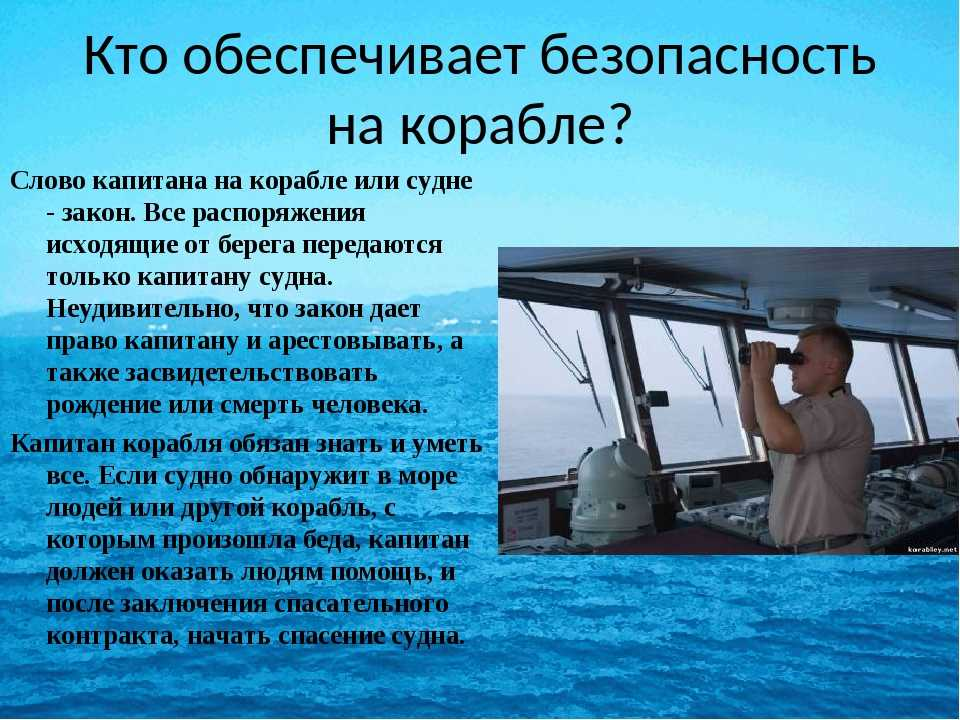 Кто обеспечивает безопасность
на корабле?
Слово капитана на корабле или судне
- закон. Все распоряжения
исходящие от берега передаются
только капитану судна.
Неудивительно, что закон дает
право капитану и арестовывать, а
также засвидетельствовать
рождение или смерть человека.
Капитан корабля обязан знать и уметь
все. Если судно обнаружит в море
людей или другой корабль, с
которым произошла беда, капитан
должен оказать людям помощь, и
после заключения спасательного
контракта, начать спасение судна.
korabley.net